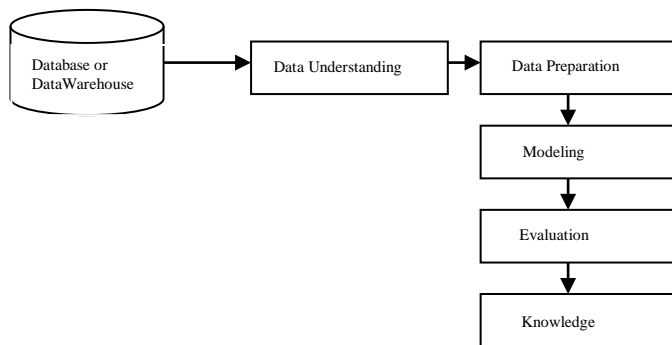 Database or
DataWarehouse
Data Understanding
Data Preparation
Modeling
Evaluation
Knowledge